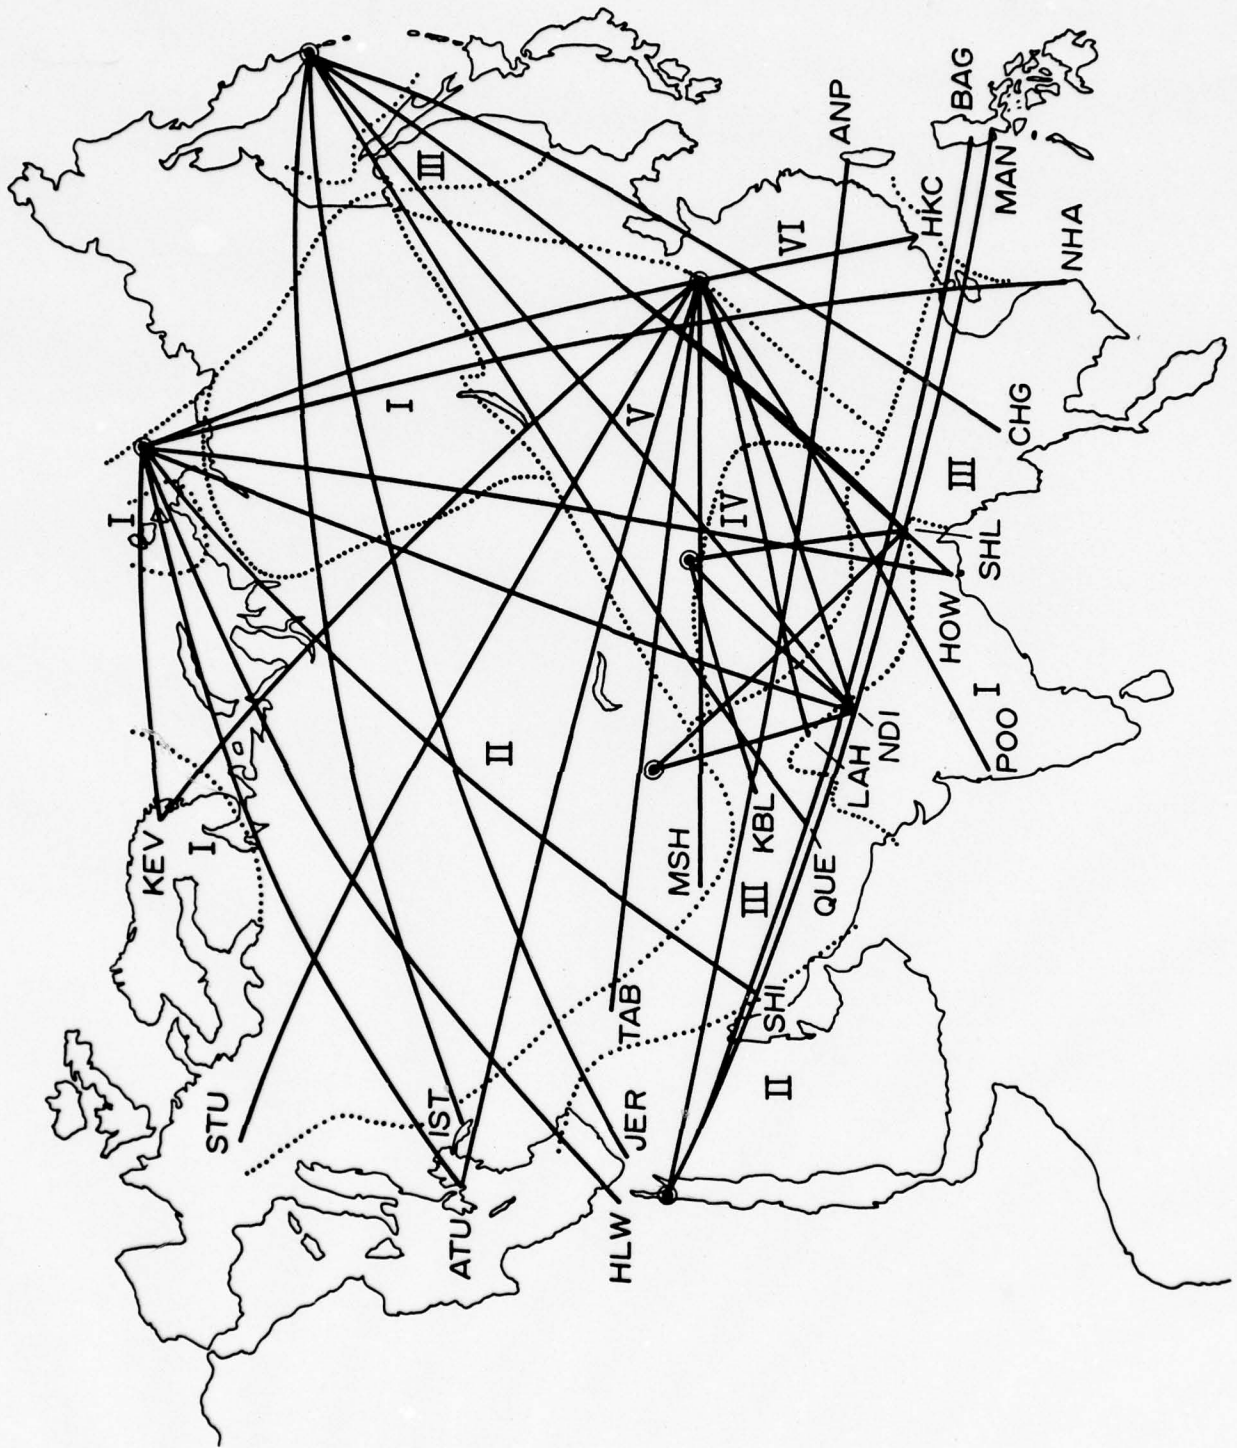 BAG
ANP
MAN
HKC
III
VI
NHA
I
V
CHG
I
IV
III
SHL
HOW
I
II
NDI
POO
LAH
KEV
I
MSH
KBL
QUE
III
TAB
SHI
STU
IST
II
JER
ATU
HLW